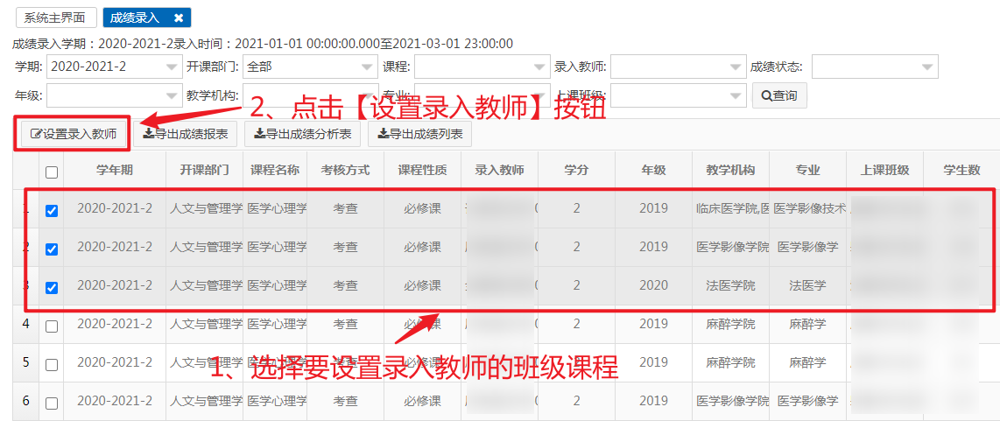 系统主界面 成绩录入 ✖
成绩录入学期：2020-2021-2录入时间：2021-01-01 00:00:00.000至2021-03-01 23:00:00
学期: 2020-2021-2 开课部门: 全部 课程: 录入教师: 成绩状态:
年级: 教学机构: 专业: 上课班级: 查询
2、点击【设置录入教师】按钮
设置录入教师 导出成绩报表 导出成绩分析表 导出成绩列表
学年期 开课部门 课程名称 考核方式 课程性质 录入教师 学分 年级 教学机构 专业 上课班级 学生数
1 2020-2021-2 人文与管理学 医学心理学 考查 必修课 2 2019 临床医学院,医 医学影像技术
2 2020-2021-2 人文与管理学 医学心理学 考查 必修课 2 2019 医学影像学院 医学影像学
3 2020-2021-2 人文与管理学 医学心理学 考查 必修课 2 2020 法医学院 法医学
4 2020-2021-2 人文与管理学 医学心理学 考查 必修课 2 2019 麻醉学院 麻醉学
1、选择要设置录入教师的班级课程
5 2020-2021-2 人文与管理学 医学心理学 考查 必修课 2 2019 麻醉学院 麻醉学
6 2020-2021-2 人文与管理学 医学心理学 考查 必修课 2 2019 医学影像学院 医学影像学